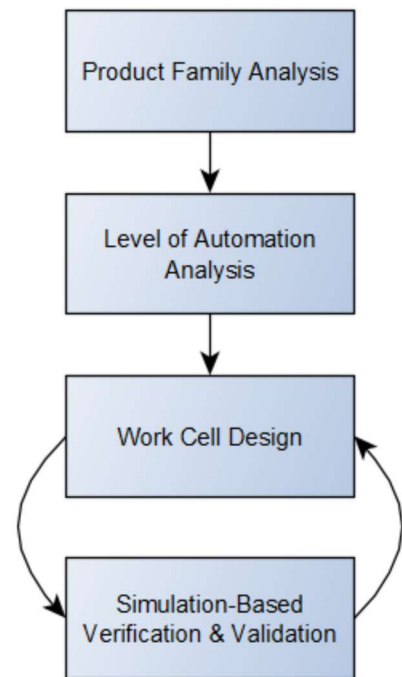 Product Family Analysis
Level of Automation
Analysis
Work Cell Design
Simulation-Based
Verification & Validation